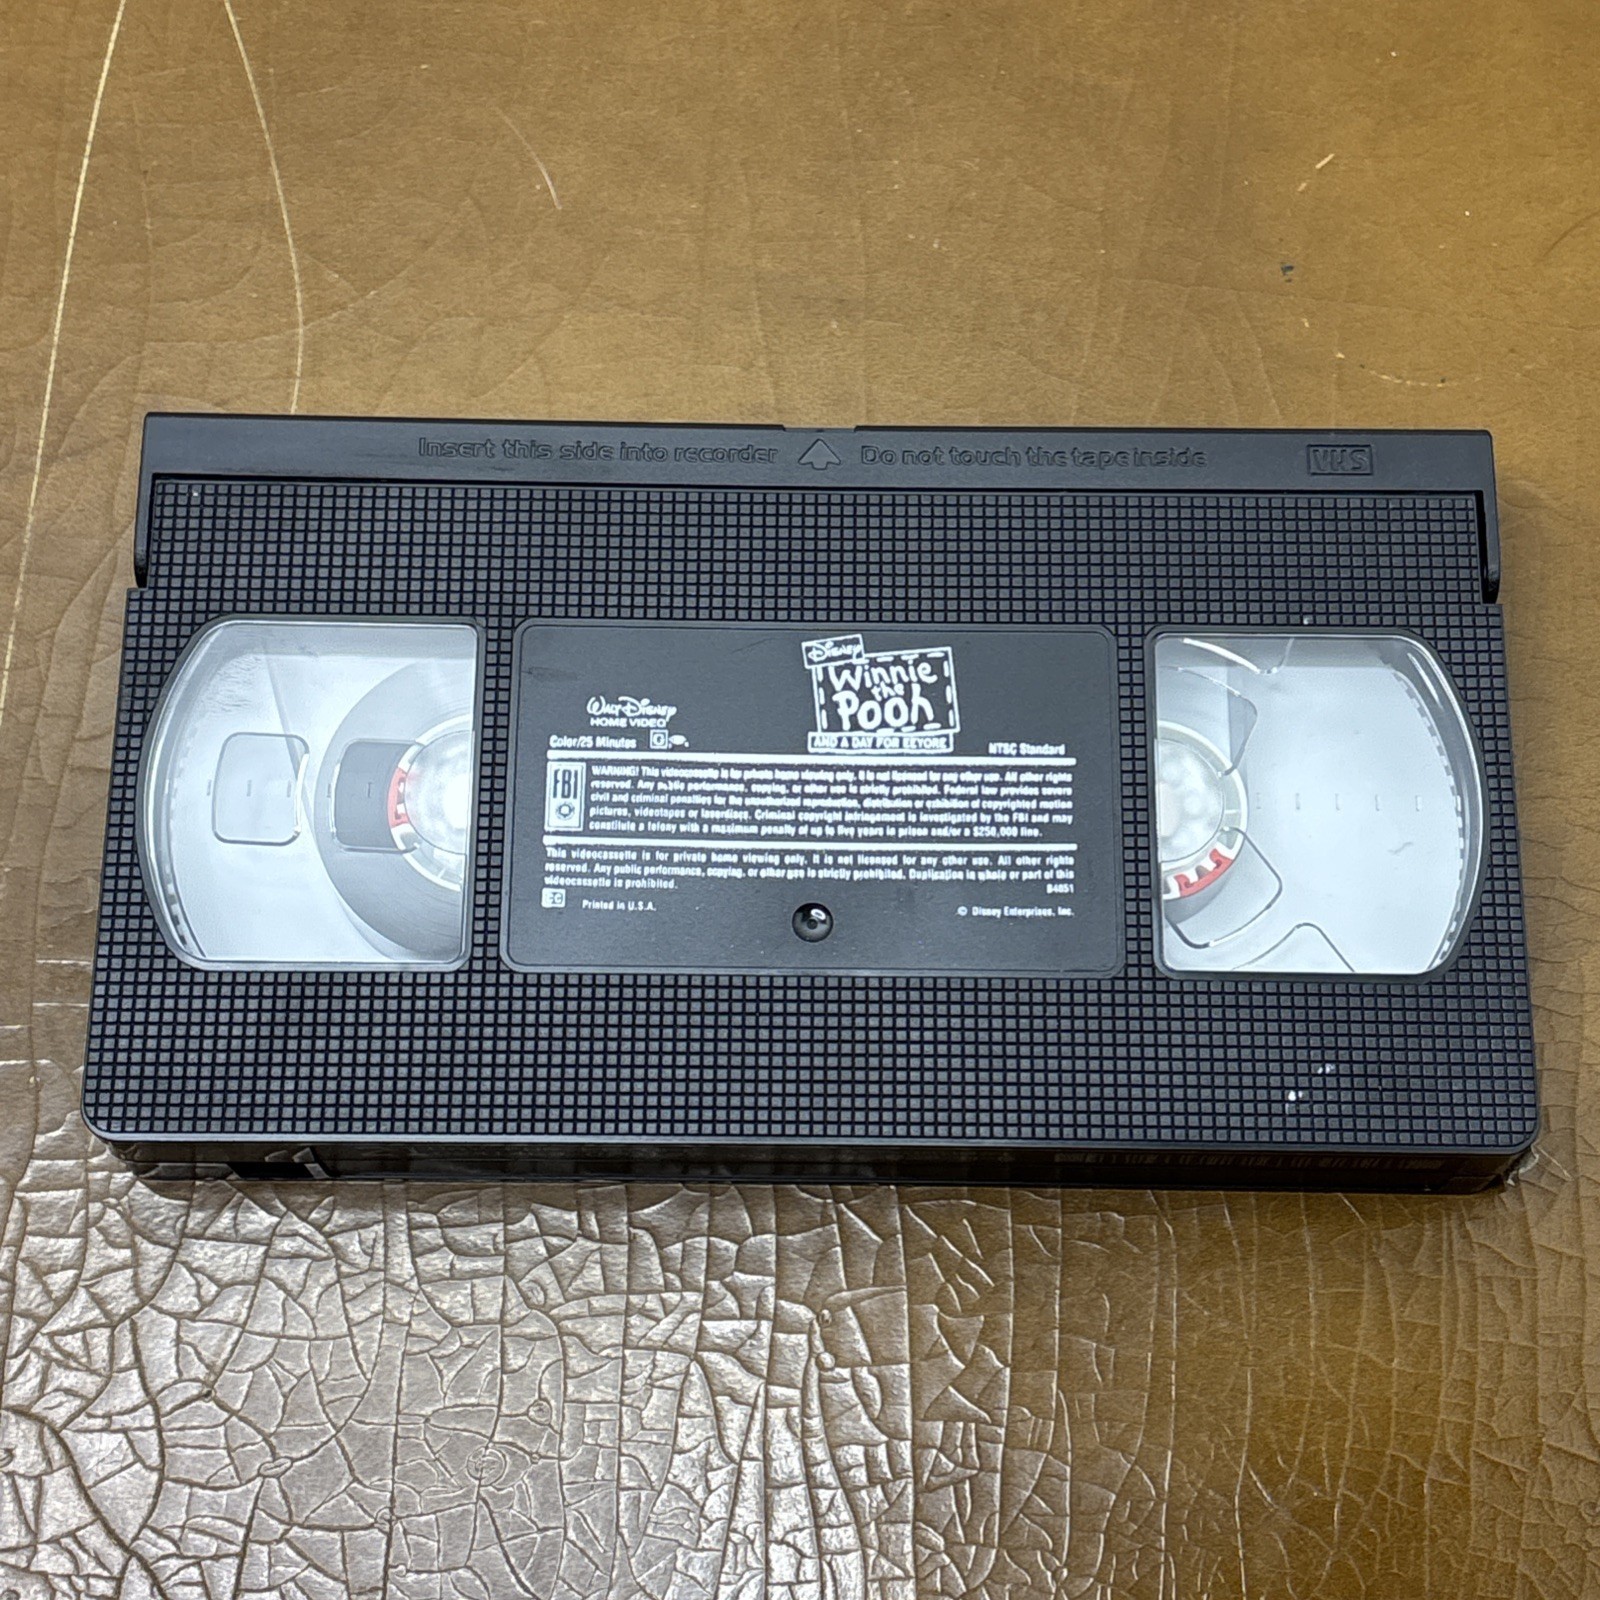 Insert this side into recorder Do not touch the tape inside VHS
Disney
Winnie
the
Pooh
AND A DAY FOR EEYORE
Walt Disney
HOME VIDEO
Color/25 Minutes G NTSC Standard
FBI
WARNING! This videocassette is for private home viewing only. It is not licensed for any other use. All other rights
reserved. Any public performance, copying, or other use is strictly prohibited. Federal law provides severe
civil and criminal penalties for the unauthorized reproduction, distribution or exhibition of copyrighted motion
pictures, videotapes or laserdiscs. Criminal copyright infringement is investigated by the FBI and may
constitute a felony with a maximum penalty of up to five years in prison and/or a $250,000 fine.
This videocassette is for private home viewing only. It is not licensed for any other use. All other rights
reserved. Any public performance, copying, or other use is strictly prohibited. Duplication in whole or part of this
videocassette is prohibited. B4851
CC Printed in U.S.A. © Disney Enterprises, Inc.